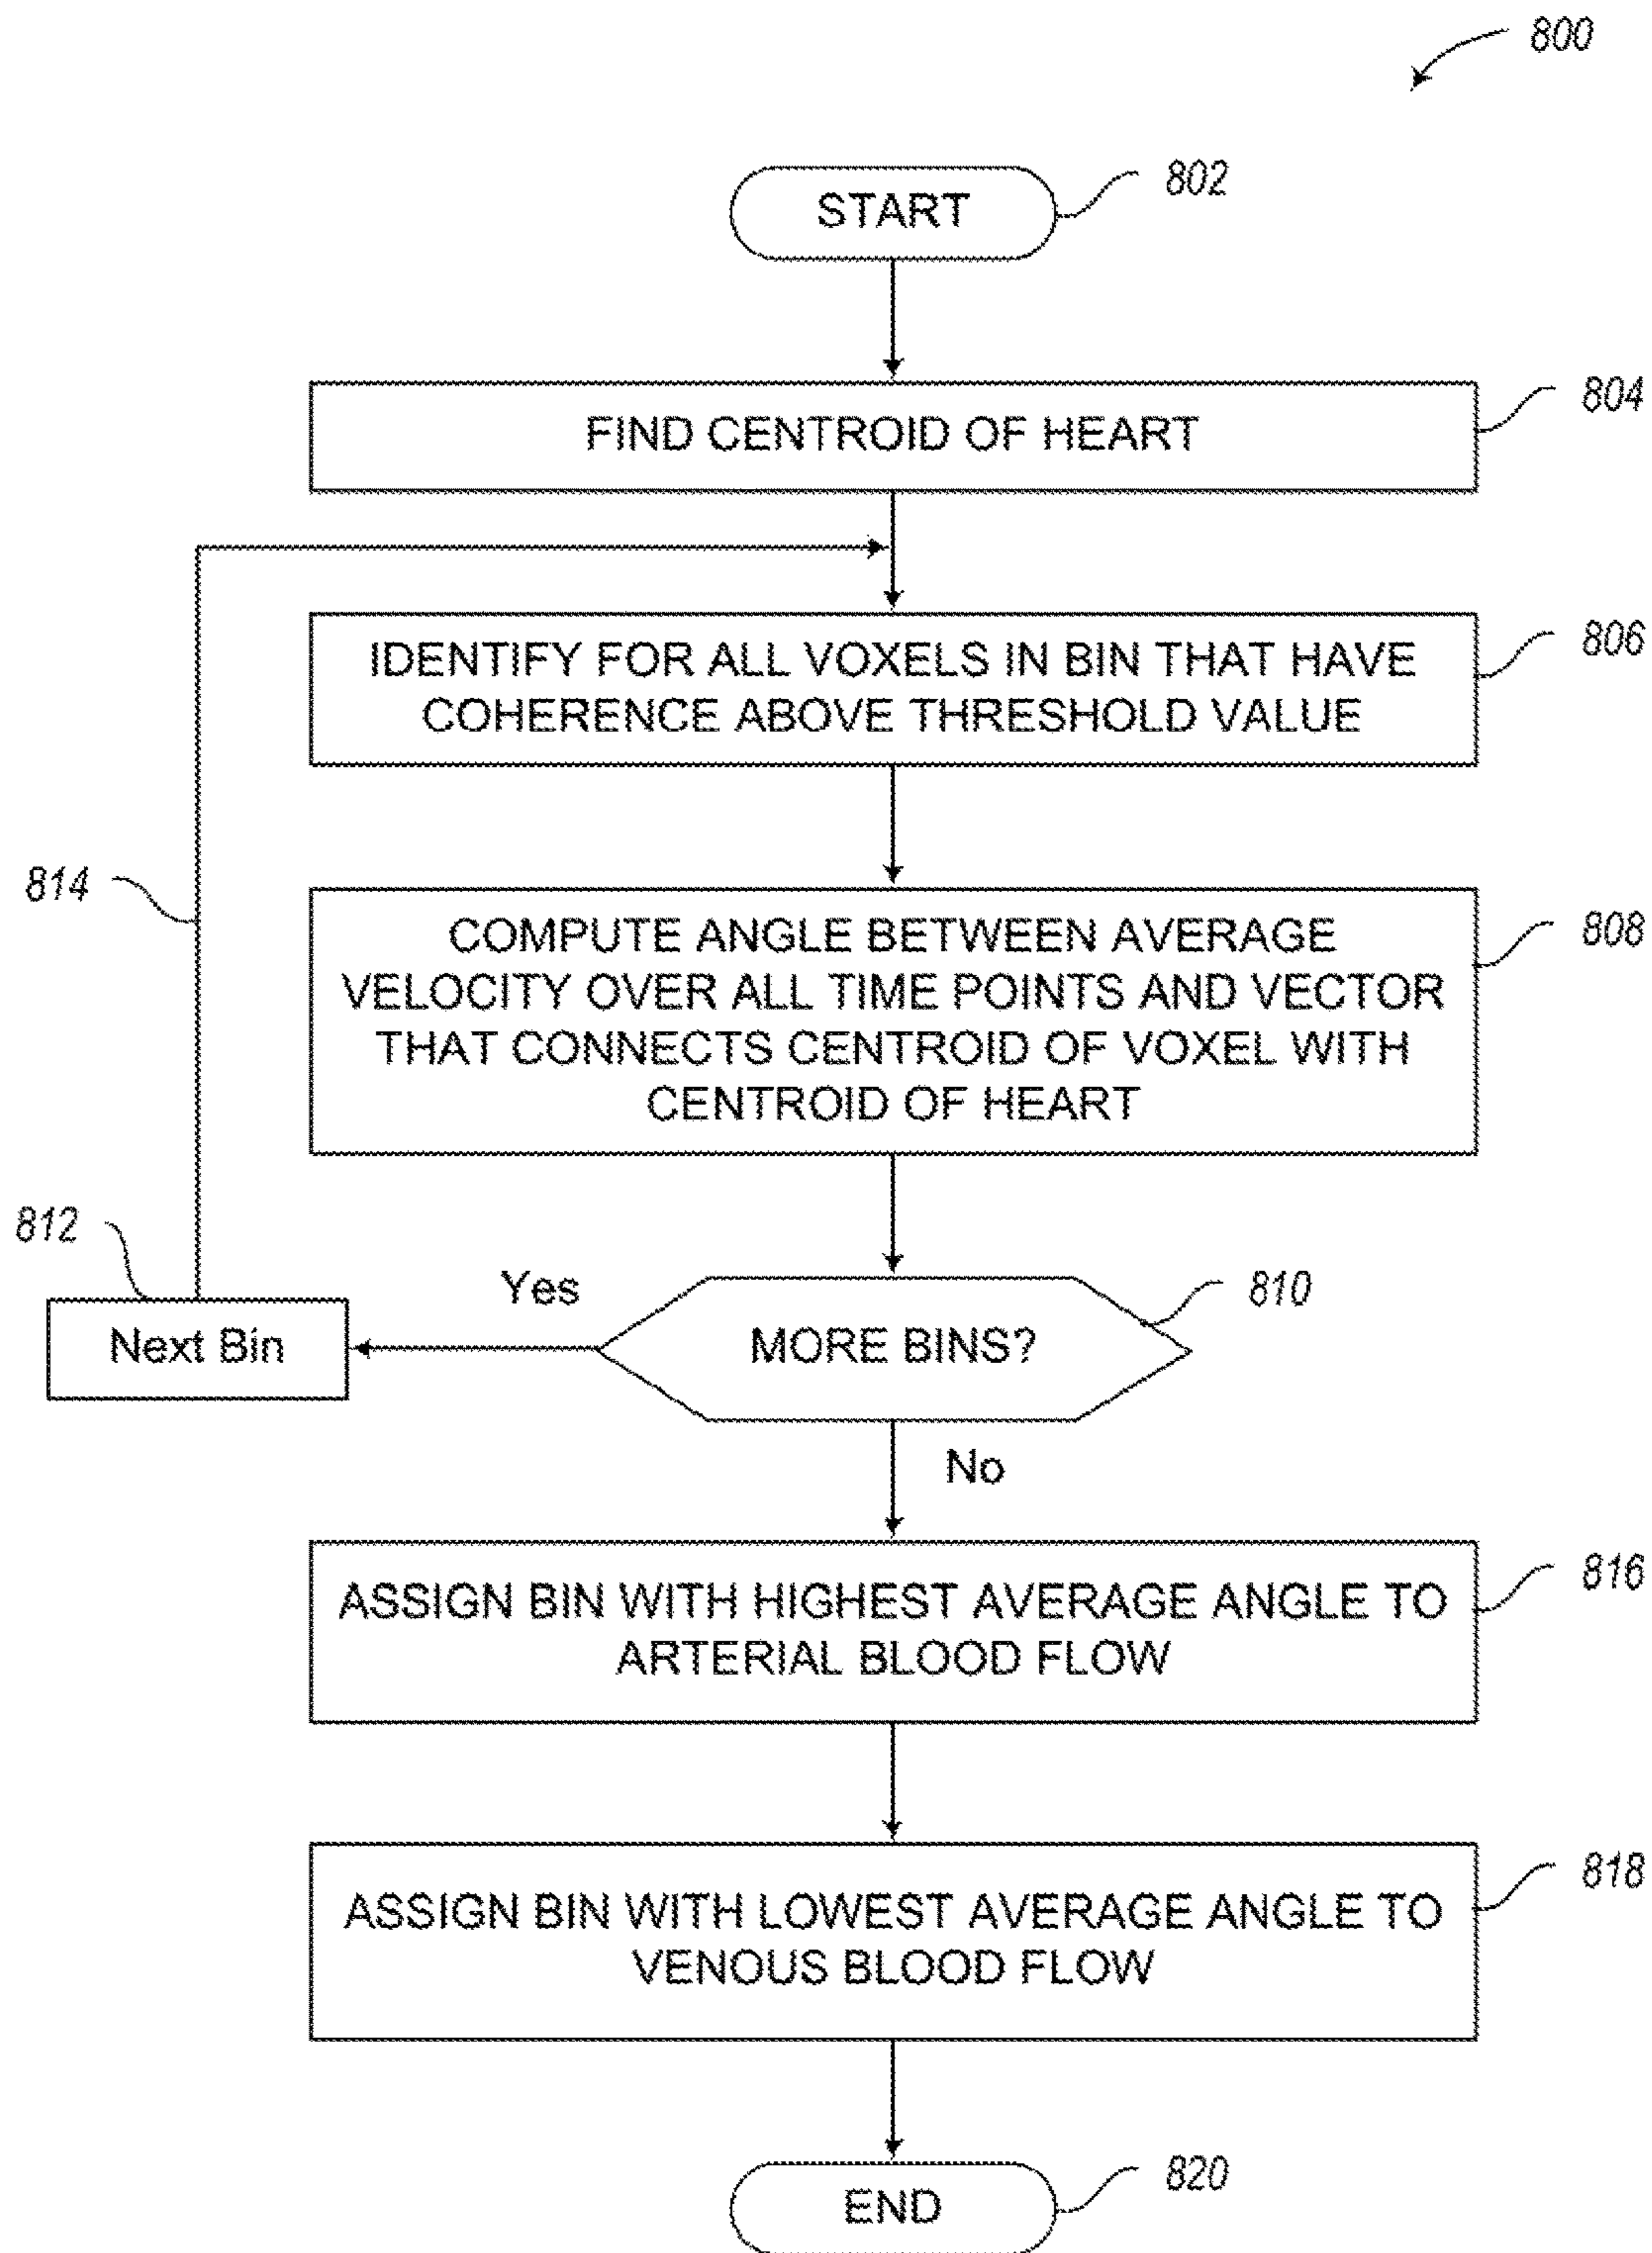 800
START
802
FIND CENTROID OF HEART
804
IDENTIFY FOR ALL VOXELS IN BIN THAT HAVE
COHERENCE ABOVE THRESHOLD VALUE
806
COMPUTE ANGLE BETWEEN AVERAGE
VELOCITY OVER ALL TIME POINTS AND VECTOR
THAT CONNECTS CENTROID OF VOXEL WITH
CENTROID OF HEART
808
814
812
Next Bin
Yes
MORE BINS?
810
No
ASSIGN BIN WITH HIGHEST AVERAGE ANGLE TO
ARTERIAL BLOOD FLOW
816
ASSIGN BIN WITH LOWEST AVERAGE ANGLE TO
VENOUS BLOOD FLOW
818
END
820